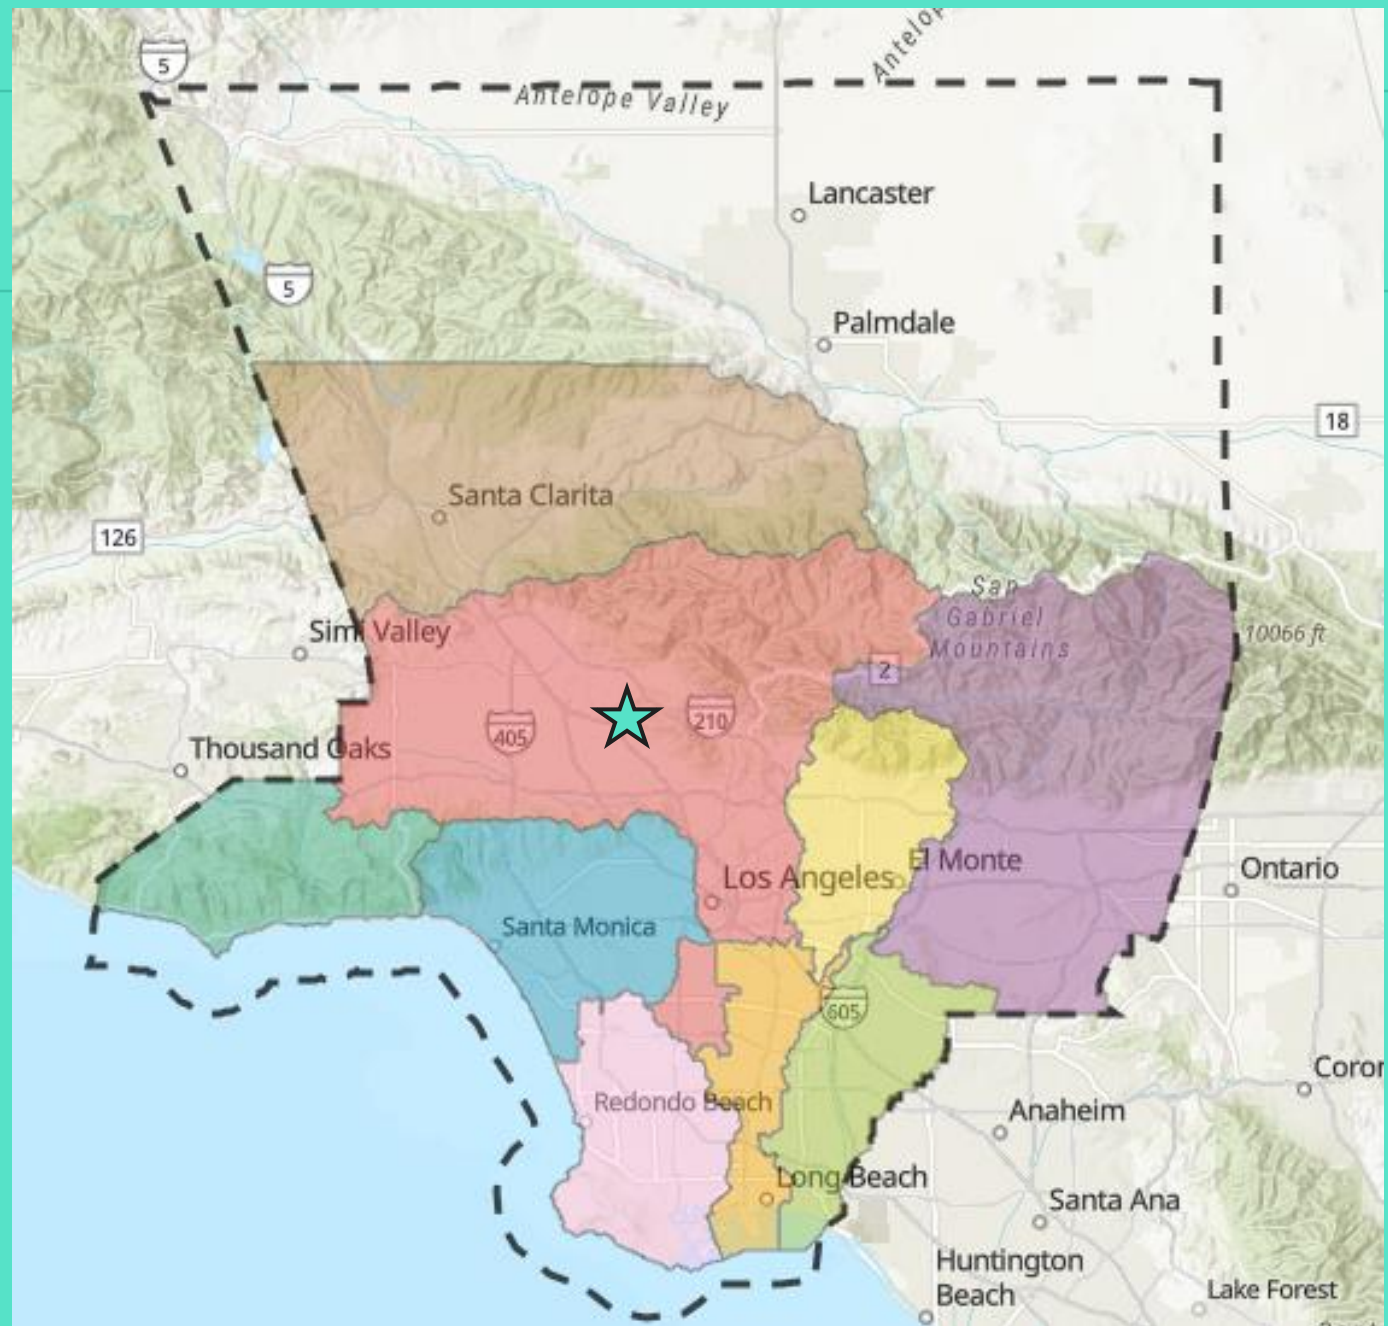 5
Antelop
Antelope Valley
Lancaster
5
Palmdale
18
Santa Clarita
126
San
Gabriel
Mountains
Simi Valley
10066 ft
2
210
405
Thousand Oaks
El Monte
Ontario
Los Angeles
Santa Monica
605
Coror
Redondo Beach
Anaheim
Long Beach
Santa Ana
Huntington
Beach
Lake Forest